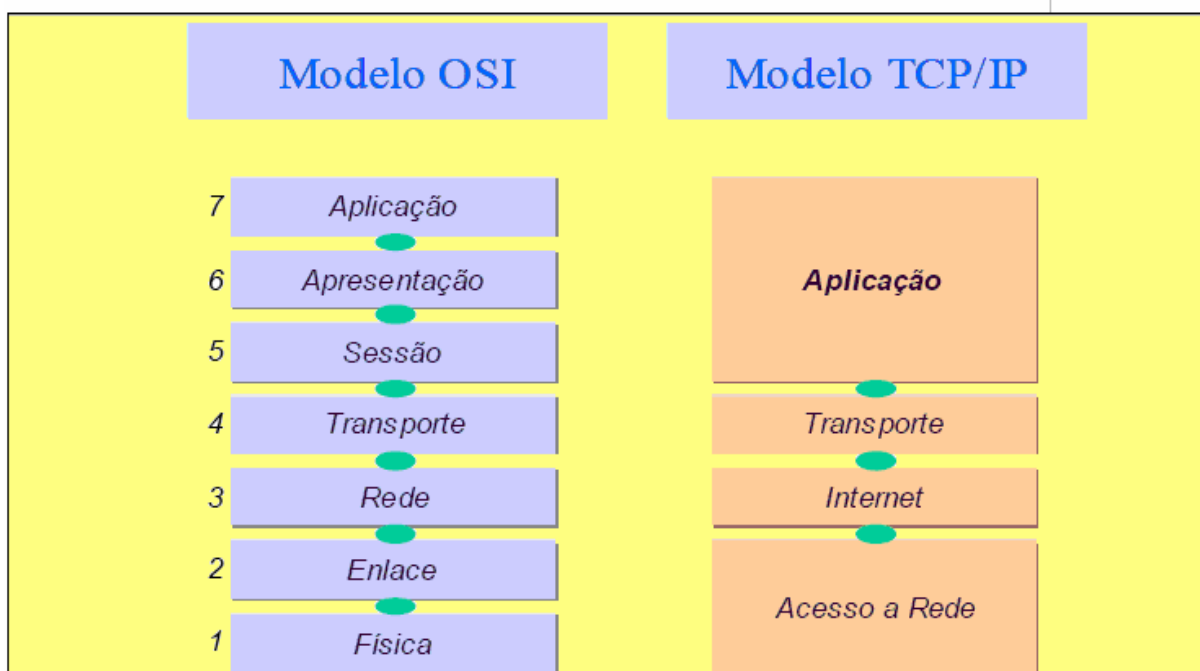 Modelo OSI
Modelo TCP/IP
7 Aplicação
6 Apresentação
5 Sessão
4 Transporte
3 Rede
2 Enlace
1 Física
Aplicação
Transporte
Internet
Acesso a Rede